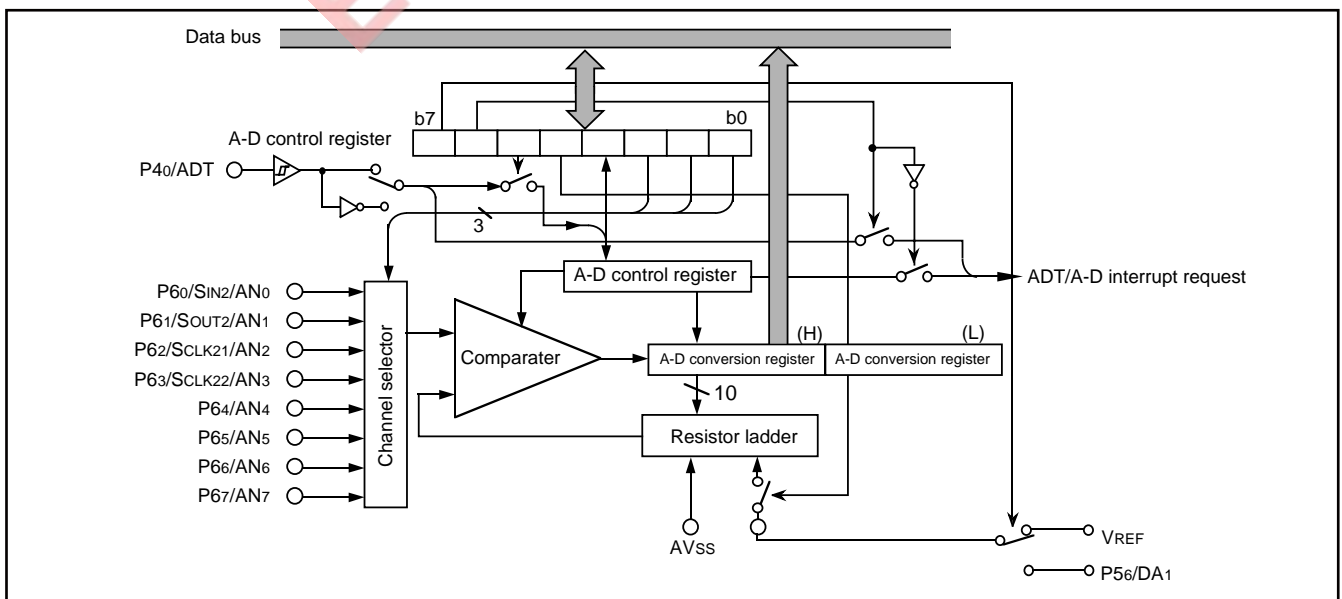 Data bus
b7
b0
A-D control register
P40/ADT
3
A-D control register
ADT/A-D interrupt request
P60/SIN2/AN0
P61/SOUT2/AN1
P62/SCLK21/AN2
P63/SCLK22/AN3
P64/AN4
P65/AN5
P66/AN6
P67/AN7
Channel selector
Comparater
(H)
(L)
A-D conversion register
A-D conversion register
10
Resistor ladder
AVSS
VREF
P56/DA1